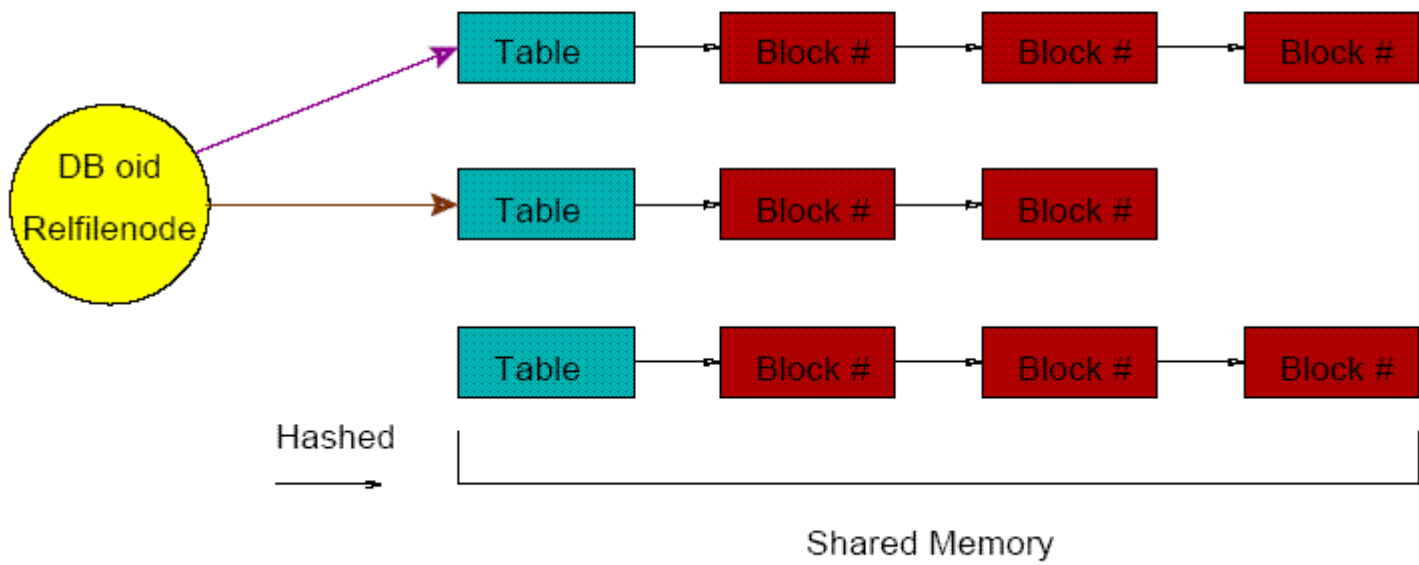 Table Block # Block # Block #
DB oid
Relfilenode
Table Block # Block #
Table Block # Block # Block #
Hashed
Shared Memory